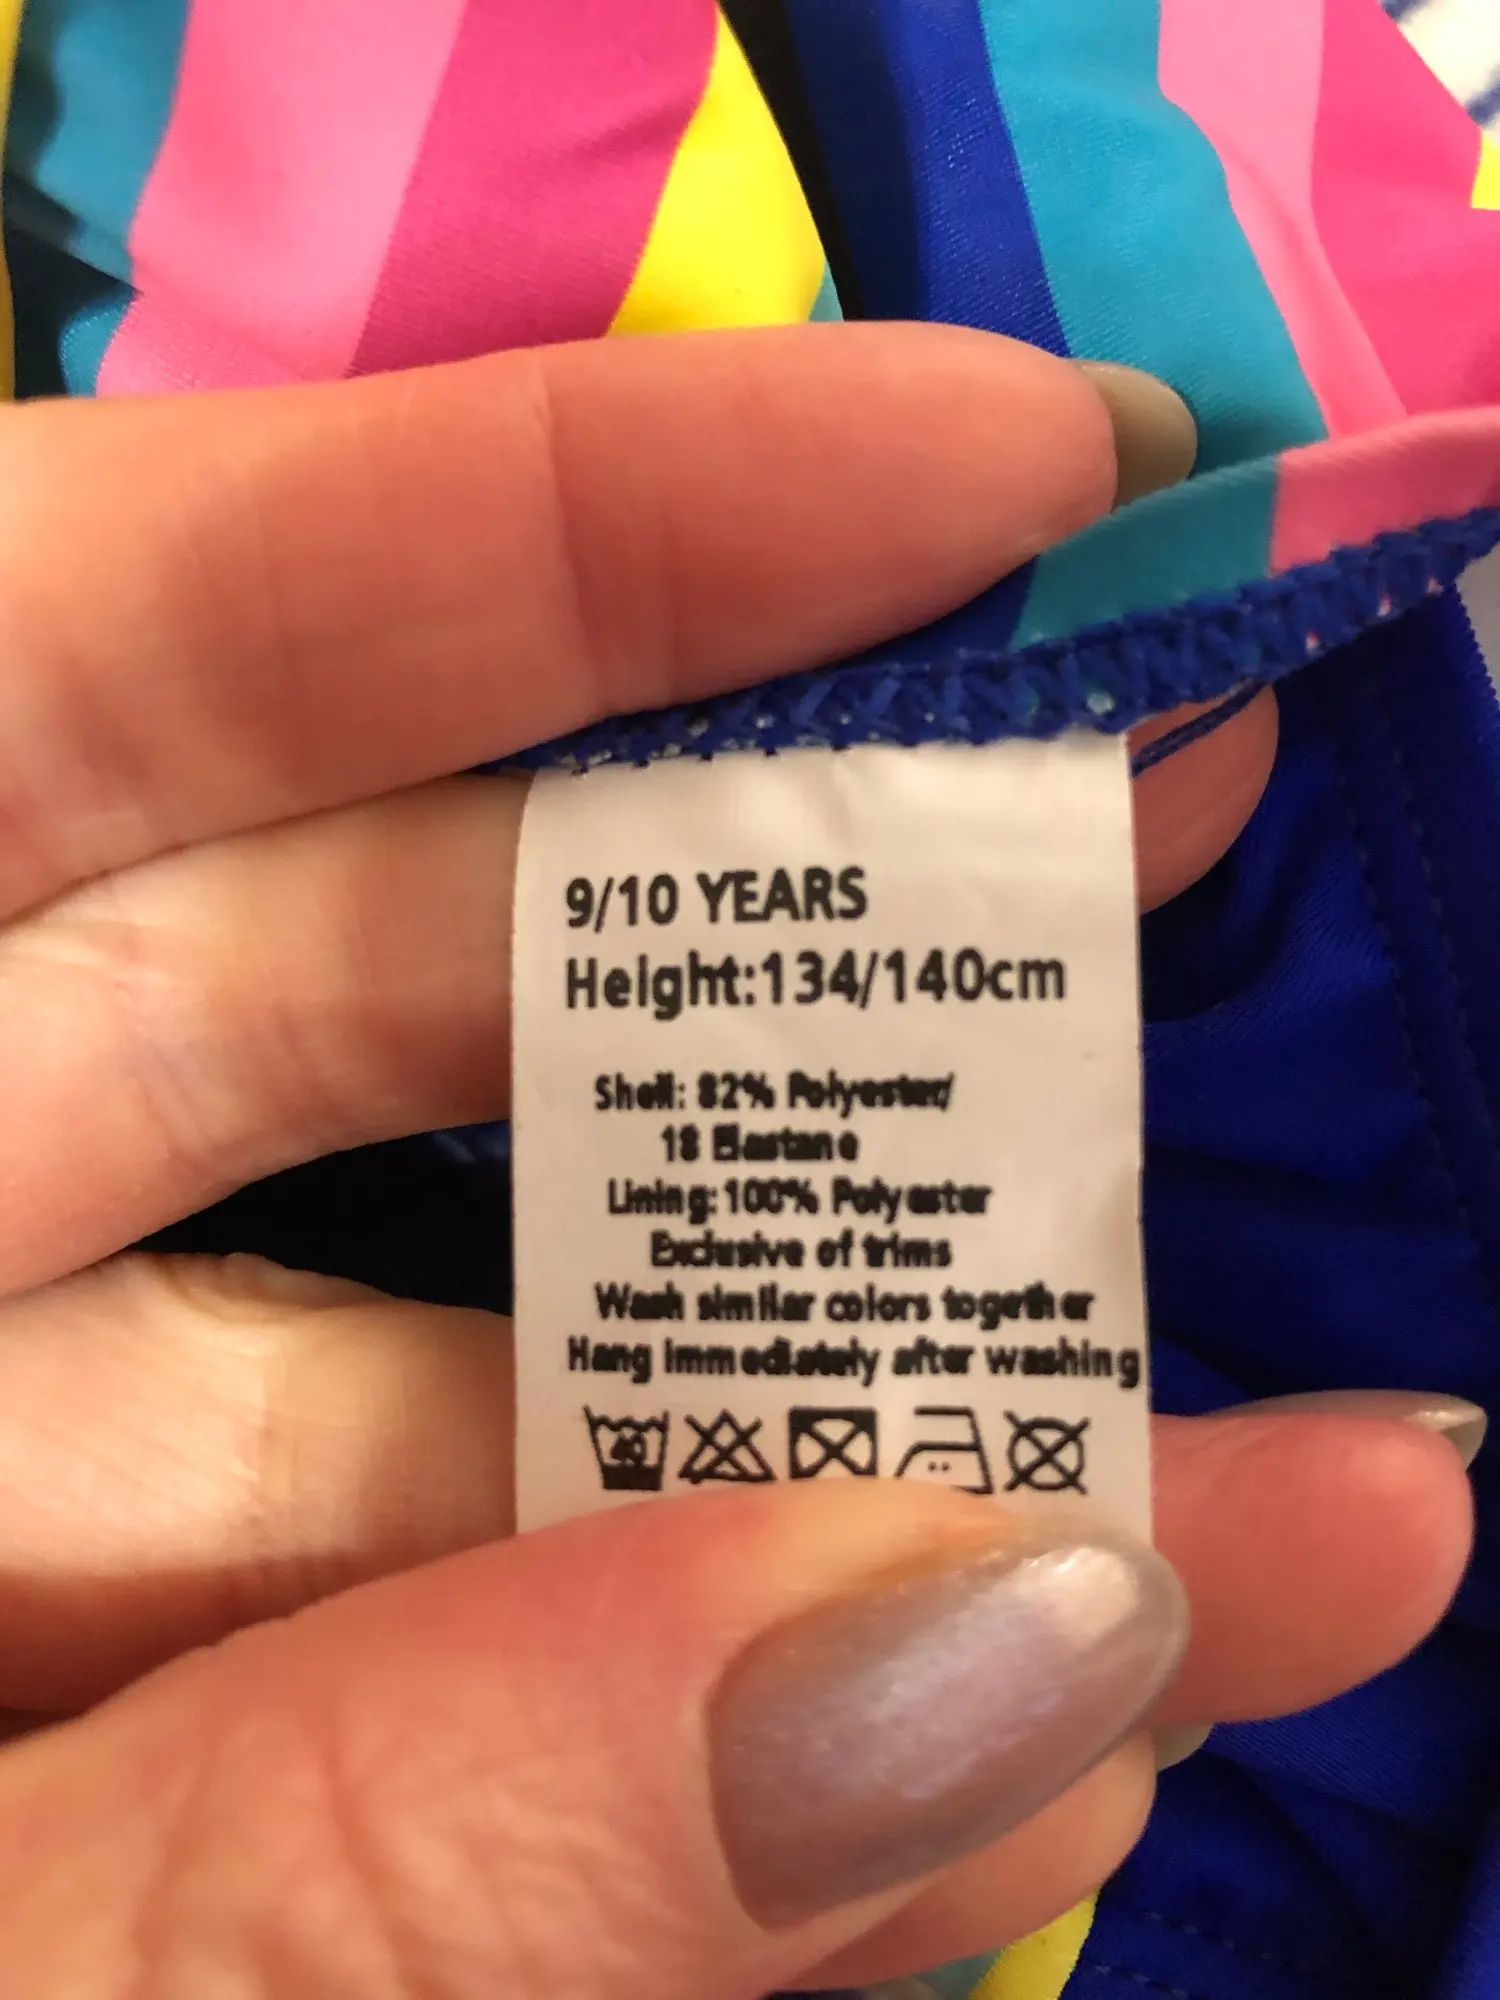 9/10 YEARS
Height:134/140cm
Shell: 82% Polyester/
18 Elastane
Lining:100% Polyester
Exclusive of trims
Wash similar colors together
Hang immediately after washing
40